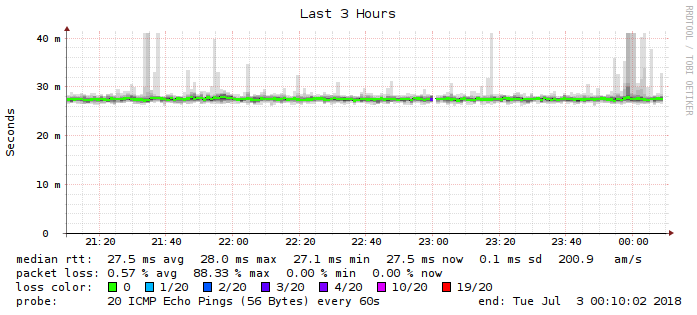 Last 3 Hours
RRDTOOL / TOBI OETIKER
Seconds
40 m
30 m
20 m
10 m
0
21:20 21:40 22:00 22:20 22:40 23:00 23:20 23:40 00:00
median rtt: 27.5 ms avg 28.0 ms max 27.1 ms min 27.5 ms now 0.1 ms sd 200.9 am/s
packet loss: 0.57 % avg 88.33 % max 0.00 % min 0.00 % now
loss color: 0 1/20 2/20 3/20 4/20 10/20 19/20
probe: 20 ICMP Echo Pings (56 Bytes) every 60s end: Tue Jul 3 00:10:02 2018